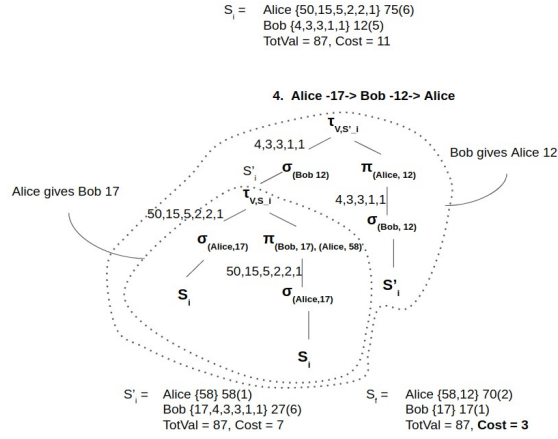 S_i = Alice {50,15,5,2,2,1} 75(6)
Bob {4,3,3,1,1} 12(5)
TotVal = 87, Cost = 11
4. Alice -17-> Bob -12-> Alice
τ_V,S'_i
4,3,3,1,1
Bob gives Alice 12
S'_i
σ_(Bob 12)
π_(Alice, 12)
Alice gives Bob 17
τ_V,S_i
4,3,3,1,1
50,15,5,2,2,1
σ_(Bob, 12)
σ_(Alice,17)
π_(Bob, 17), (Alice, 58)
50,15,5,2,2,1
S'_i
S_i
σ_(Alice,17)
S_i
S'_i = Alice {58} 58(1)
Bob {17,4,3,3,1,1} 27(6)
TotVal = 87, Cost = 7
S_f = Alice {58,12} 70(2)
Bob {17} 17(1)
TotVal = 87, Cost = 3